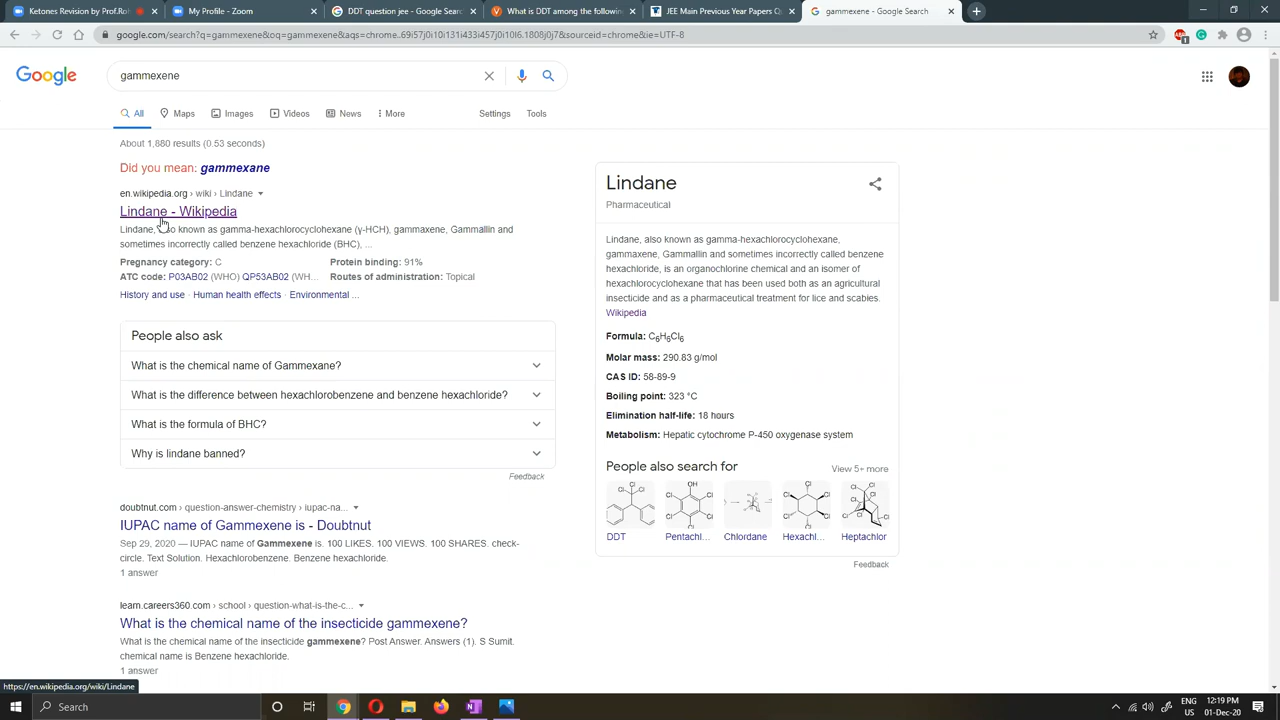 Ketones Revision by Prof.
My Profile - Zoom
DDT question jee - Google Search
What is DDT among the following
JEE Main Previous Year Papers Q
gammexene - Google Search
google.com/search?q=gammexene&oq=gammexene&aqs=chrome..69i57j0i10i131i433i457j0i10l6.1808j0j7&sourceid=chrome&ie=UTF-8
Google
gammexene
All
Maps
Images
Videos
News
More
Settings
Tools
About 1,880 results (0.53 seconds)
Did you mean: gammexane
en.wikipedia.org › wiki › Lindane
Lindane - Wikipedia
Lindane, also known as gamma-hexachlorocyclohexane (γ-HCH), gammaxene, Gammallin and
sometimes incorrectly called benzene hexachloride (BHC), ...
Pregnancy category: C
Protein binding: 91%
ATC code: P03AB02 (WHO) QP53AB02 (WH...
Routes of administration: Topical
History and use · Human health effects · Environmental ...
People also ask
What is the chemical name of Gammexane?
What is the difference between hexachlorobenzene and benzene hexachloride?
What is the formula of BHC?
Why is lindane banned?
Feedback
doubtnut.com › question-answer-chemistry › iupac-na...
IUPAC name of Gammexene is - Doubtnut
Sep 29, 2020 — IUPAC name of Gammexene is. 100 LIKES. 100 VIEWS. 100 SHARES. check-
circle. Text Solution. Hexachlorobenzene. Benzene hexachloride.
1 answer
learn.careers360.com › school › question-what-is-the-c...
What is the chemical name of the insecticide gammexene?
What is the chemical name of the insecticide gammexene? Post Answer. Answers (1). S Sumit.
chemical name is Benzene hexachloride.
1 answer
https://en.wikipedia.org/wiki/Lindane
Lindane
Pharmaceutical
Lindane, also known as gamma-hexachlorocyclohexane,
gammaxene, Gammallin and sometimes incorrectly called benzene
hexachloride, is an organochlorine chemical and an isomer of
hexachlorocyclohexane that has been used both as an agricultural
insecticide and as a pharmaceutical treatment for lice and scabies.
Wikipedia
Formula: C₆H₆Cl₆
Molar mass: 290.83 g/mol
CAS ID: 58-89-9
Boiling point: 323 °C
Elimination half-life: 18 hours
Metabolism: Hepatic cytochrome P-450 oxygenase system
People also search for
View 5+ more
DDT
Pentachl...
Chlordane
Hexachl...
Heptachlor
Feedback
Search
ENG
US
12:19 PM
01-Dec-20